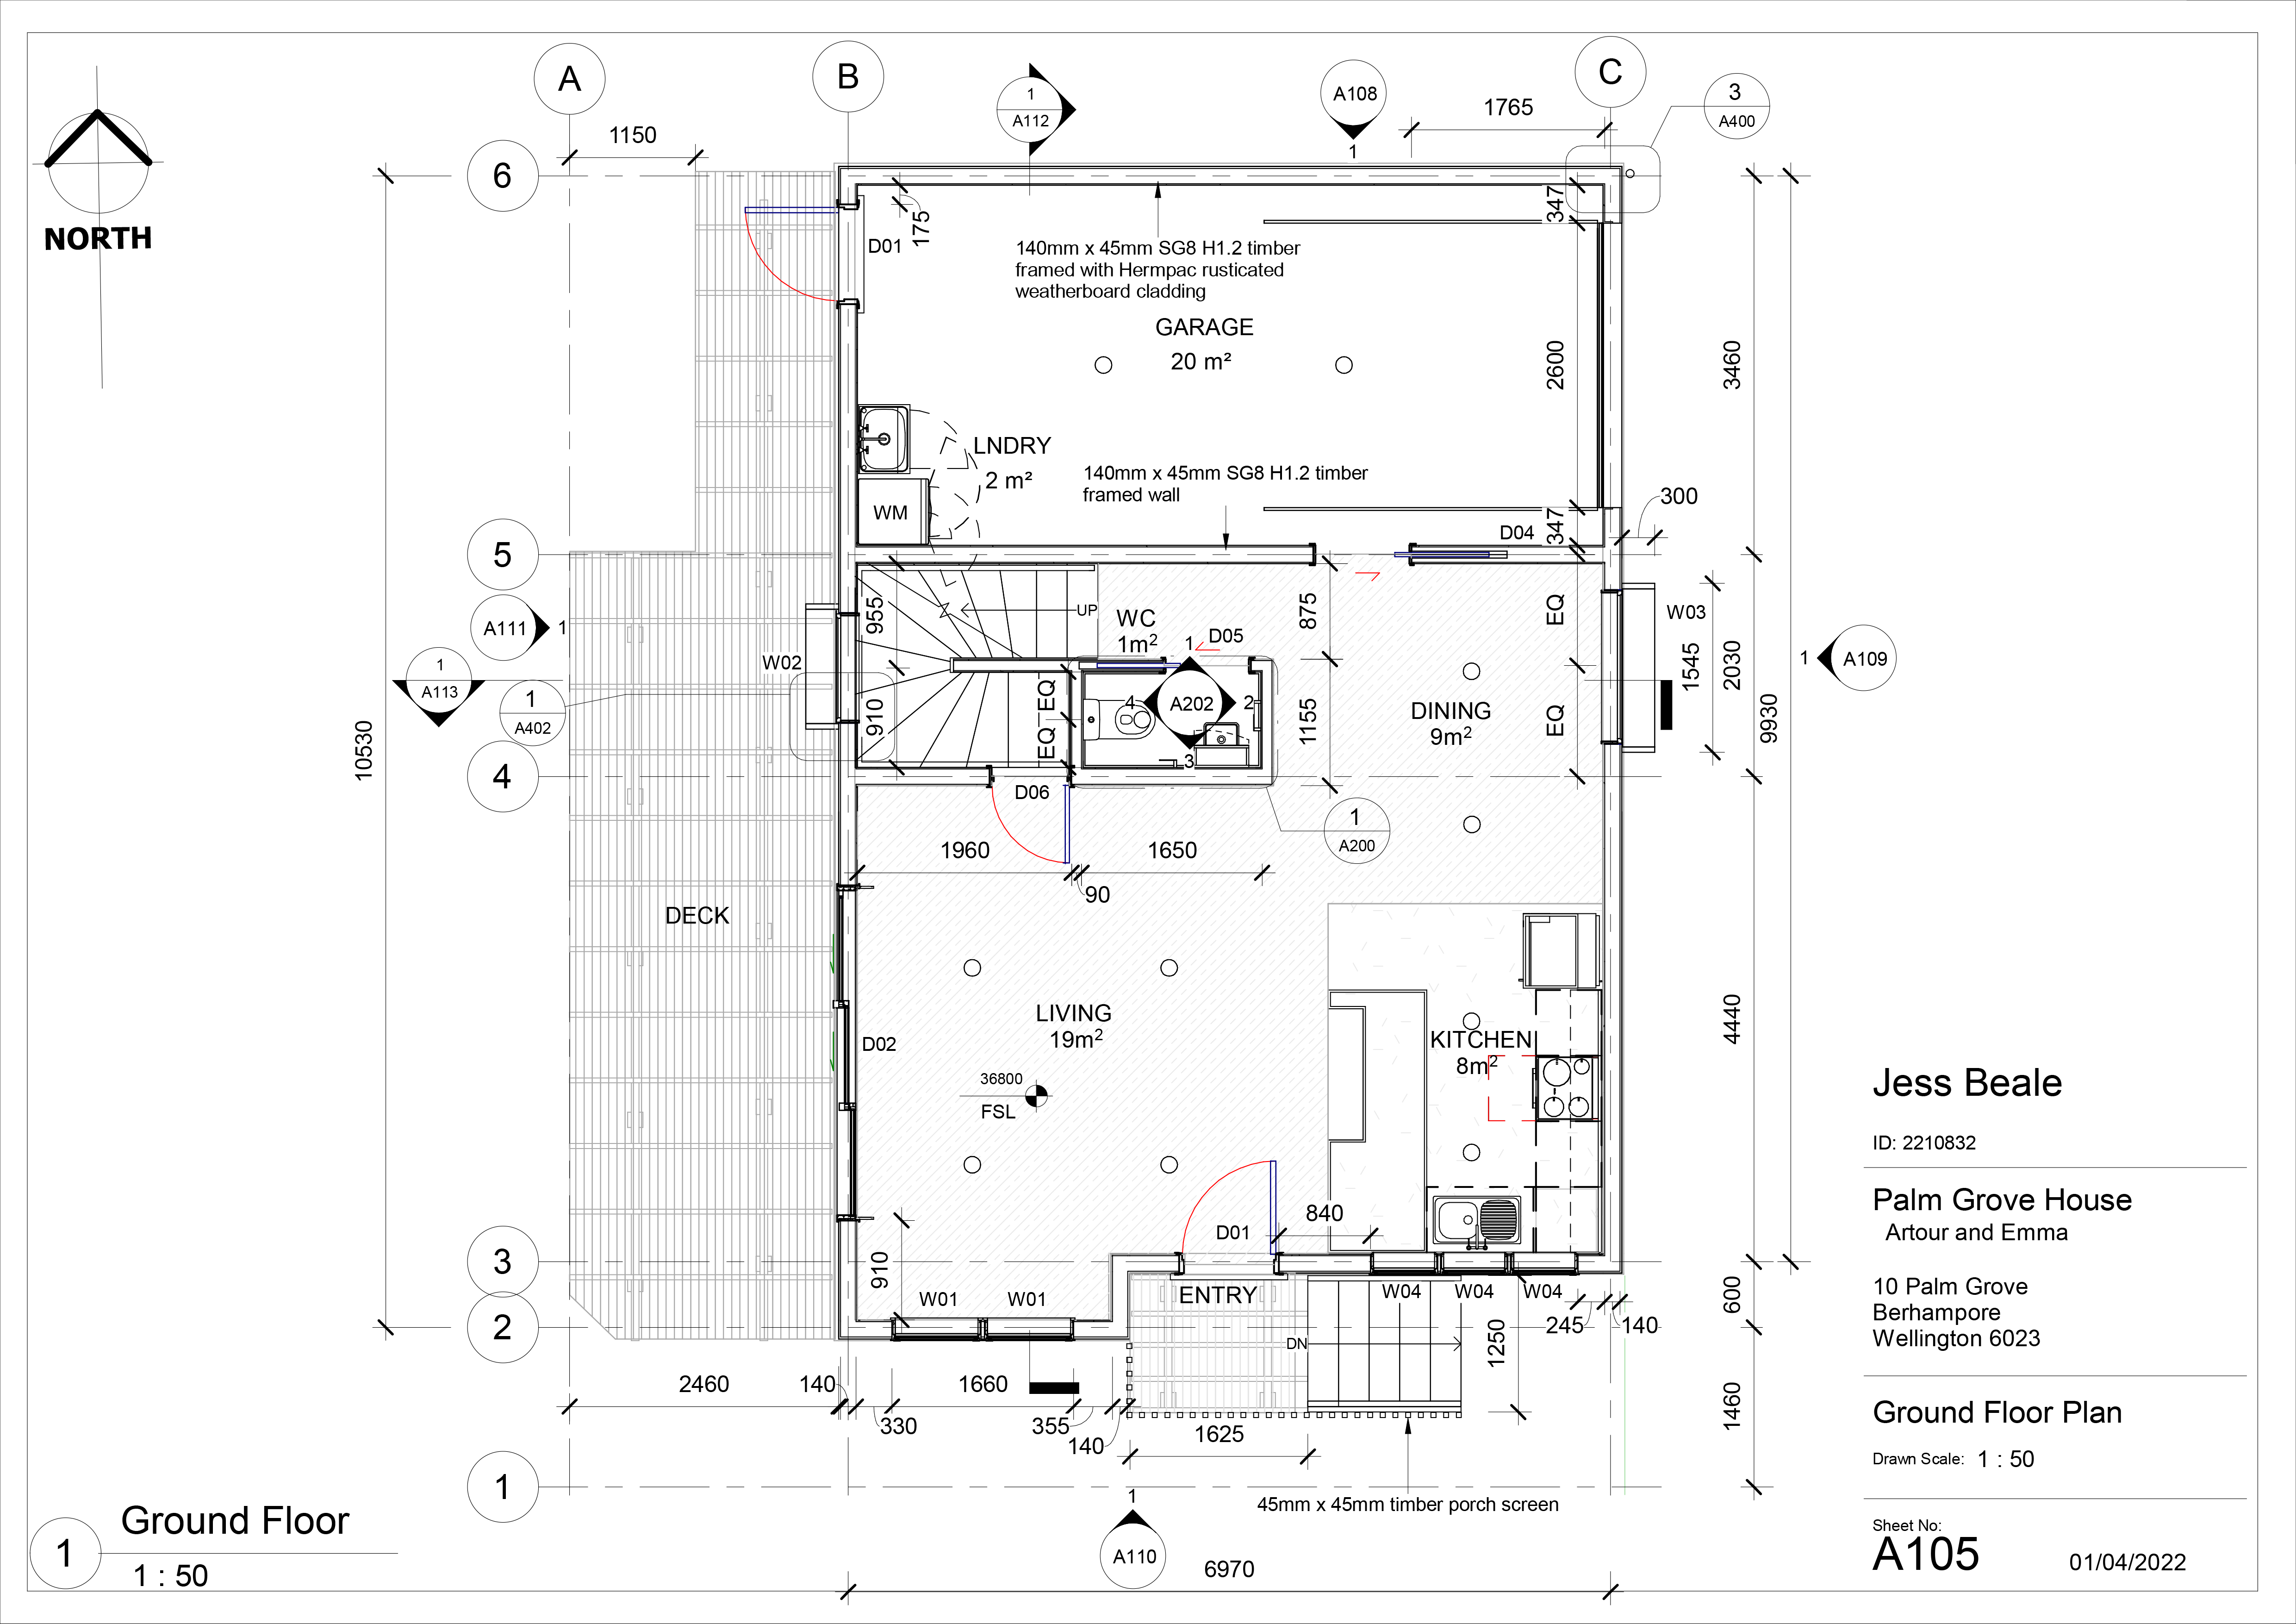 A
B
C
1
A112
A108
1
1765
3
A400
NORTH
1150
6
175
D01
347
140mm x 45mm SG8 H1.2 timber
framed with Hermpac rusticated
weatherboard cladding
GARAGE
20 m²
2600
3460
LNDRY
2 m²
140mm x 45mm SG8 H1.2 timber
framed wall
WM
300
347
D04
5
A111
1
955
UP
WC
1m²
875
1
D05
EQ
W03
W02
1
A113
1
A402
910
EQ
EQ
4
A202
2
3
1155
DINING
9m²
EQ
1545
2030
1
A109
9930
10530
4
D06
1
A200
1960
1650
90
DECK
LIVING
19m²
D02
36800
FSL
KITCHEN
8m²
4440
840
D01
910
3
ENTRY
W01
W01
W04
W04
W04
600
2
245
140
DN
1250
2460
140
1660
330
355
140
1625
1460
1
45mm x 45mm timber porch screen
1
A110
6970
1
Ground Floor
1 : 50
Jess Beale
ID: 2210832
Palm Grove House
Artour and Emma
10 Palm Grove
Berhampore
Wellington 6023
Ground Floor Plan
Drawn Scale: 1 : 50
Sheet No:
A105
01/04/2022